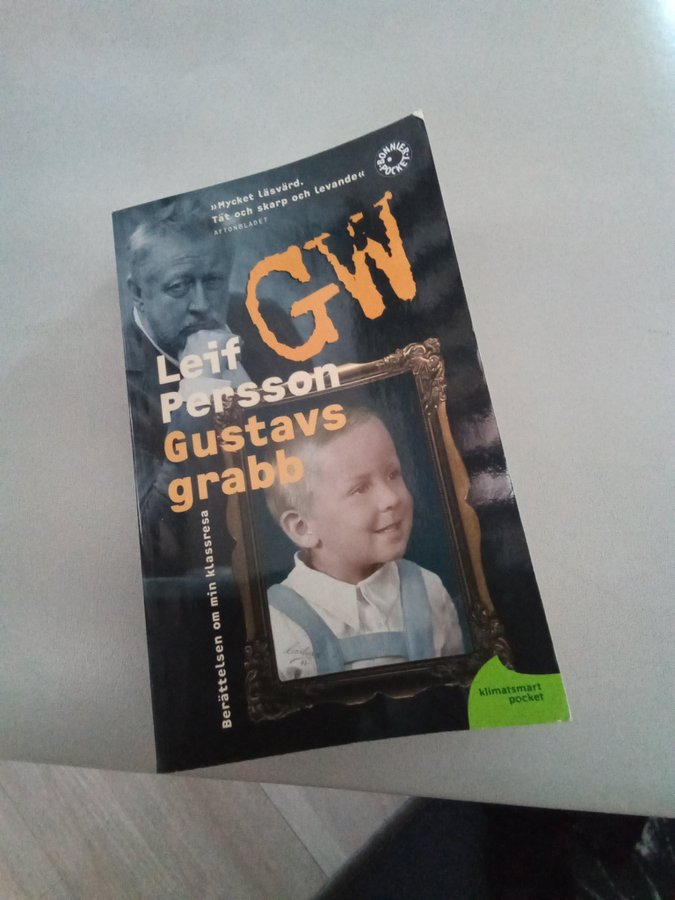 »Mycket läsvärd.
Tät och skarp och levande«
AFTONBLADET
BONNIER
POCKET
GW
Leif
Persson
Gustavs
grabb
Berättelsen om min klassresa
klimatsmart
pocket